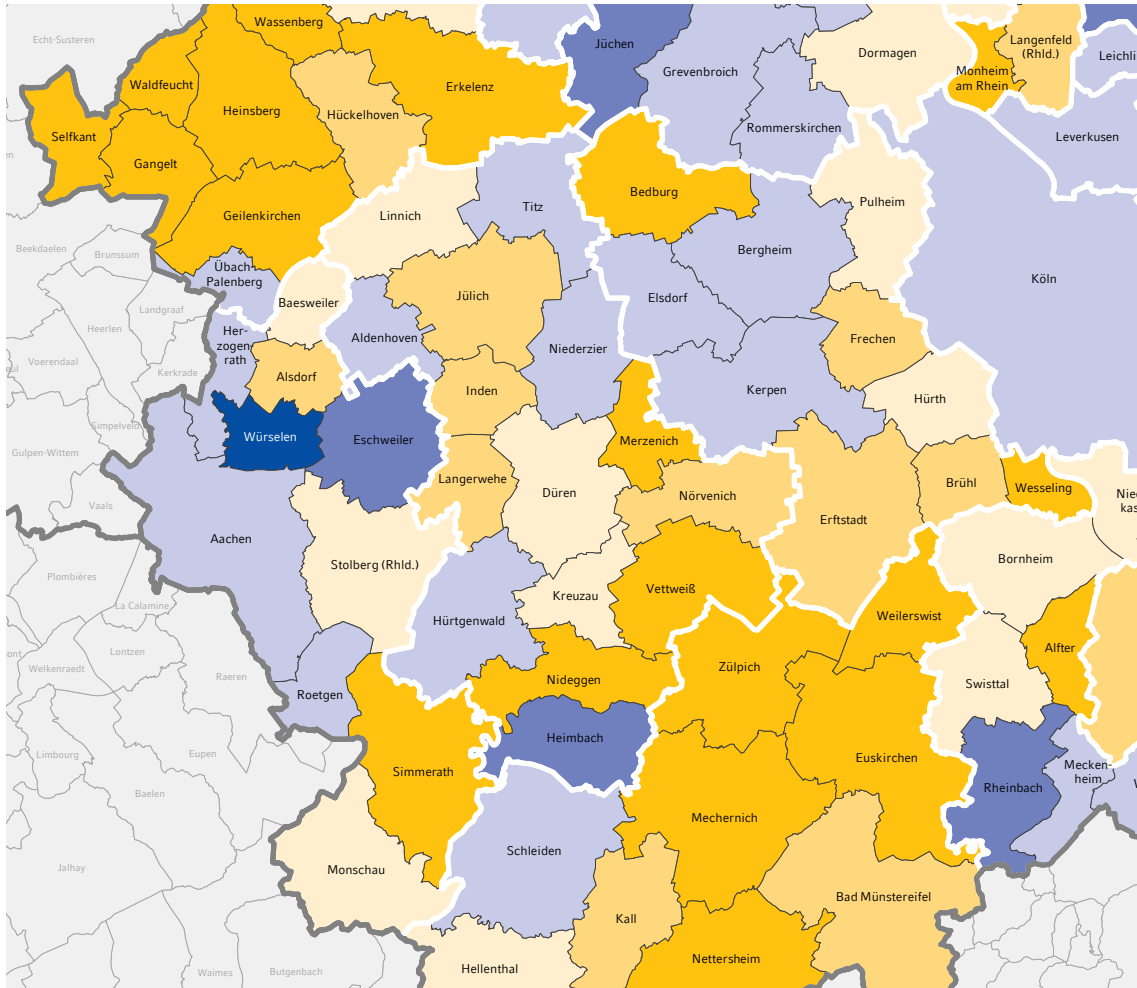 Echt-Susteren
Wassenberg
Jüchen
Dormagen
Langenfeld
(Rhld.)
Leichli
Waldfeucht
Heinsberg
Hückelhoven
Erkelenz
Grevenbroich
Monheim
am Rhein
Selfkant
Gangelt
Rommerskirchen
Leverkusen
Geilenkirchen
Linnich
Titz
Bedburg
Pulheim
Beekdaelen
Brunssum
Übach-
Palenberg
Bergheim
Köln
Landgraaf
Baesweiler
Jülich
Elsdorf
Heerlen
Her-
zogen-
rath
Aldenhoven
Niederzier
Frechen
Voerendaal
Kerkrade
Alsdorf
Inden
Kerpen
Hürth
Simpelveld
Würselen
Eschweiler
Merzenich
Gulpen-Wittem
Langerwehe
Düren
Nörvenich
Brühl
Wesseling
Nied
kas
Vaals
Aachen
Erftstadt
Stolberg (Rhld.)
Bornheim
Plombières
La Calamine
Kreuzau
Vettweiß
Hürtgenwald
Weilerswist
Lontzen
Welkenraedt
Raeren
Zülpich
Alfter
Nideggen
Swisttal
Roetgen
Heimbach
Limbourg
Eupen
Simmerath
Euskirchen
Mecken-
heim
Baelen
Rheinbach
Mechernich
Schleiden
Jalhay
Monschau
Bad Münstereifel
Kall
Nettersheim
Hellenthal
Waimes
Butgenbach